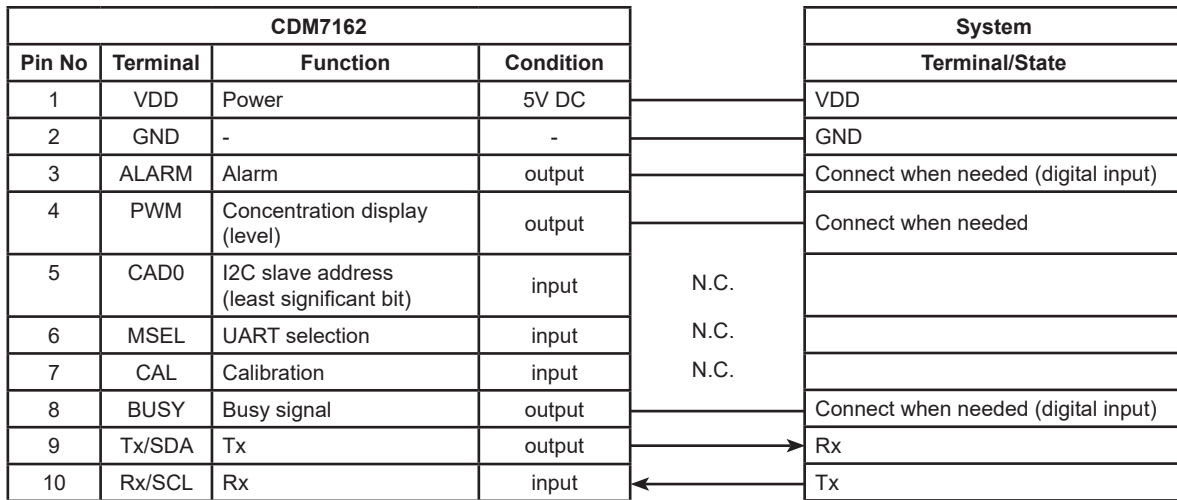 CDM7162 System
Pin No Terminal Function Condition Terminal/State
1 VDD Power 5V DC VDD
2 GND - - GND
3 ALARM Alarm output Connect when needed (digital input)
4 PWM Concentration display
(level) output Connect when needed
5 CAD0 I2C slave address
(least significant bit) input N.C.
6 MSEL UART selection input N.C.
7 CAL Calibration input N.C.
8 BUSY Busy signal output Connect when needed (digital input)
9 Tx/SDA Tx output Rx
10 Rx/SCL Rx input Tx